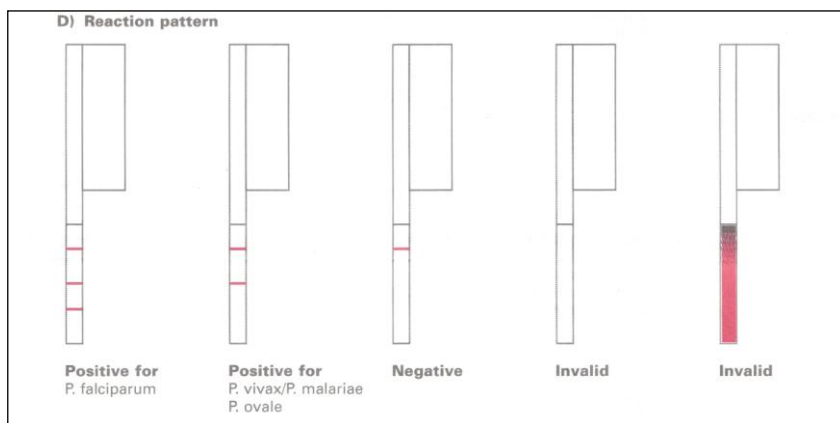 D) Reaction pattern
Positive for
P. falciparum
Positive for
P. vivax/P. malariae
P. ovale
Negative
Invalid
Invalid